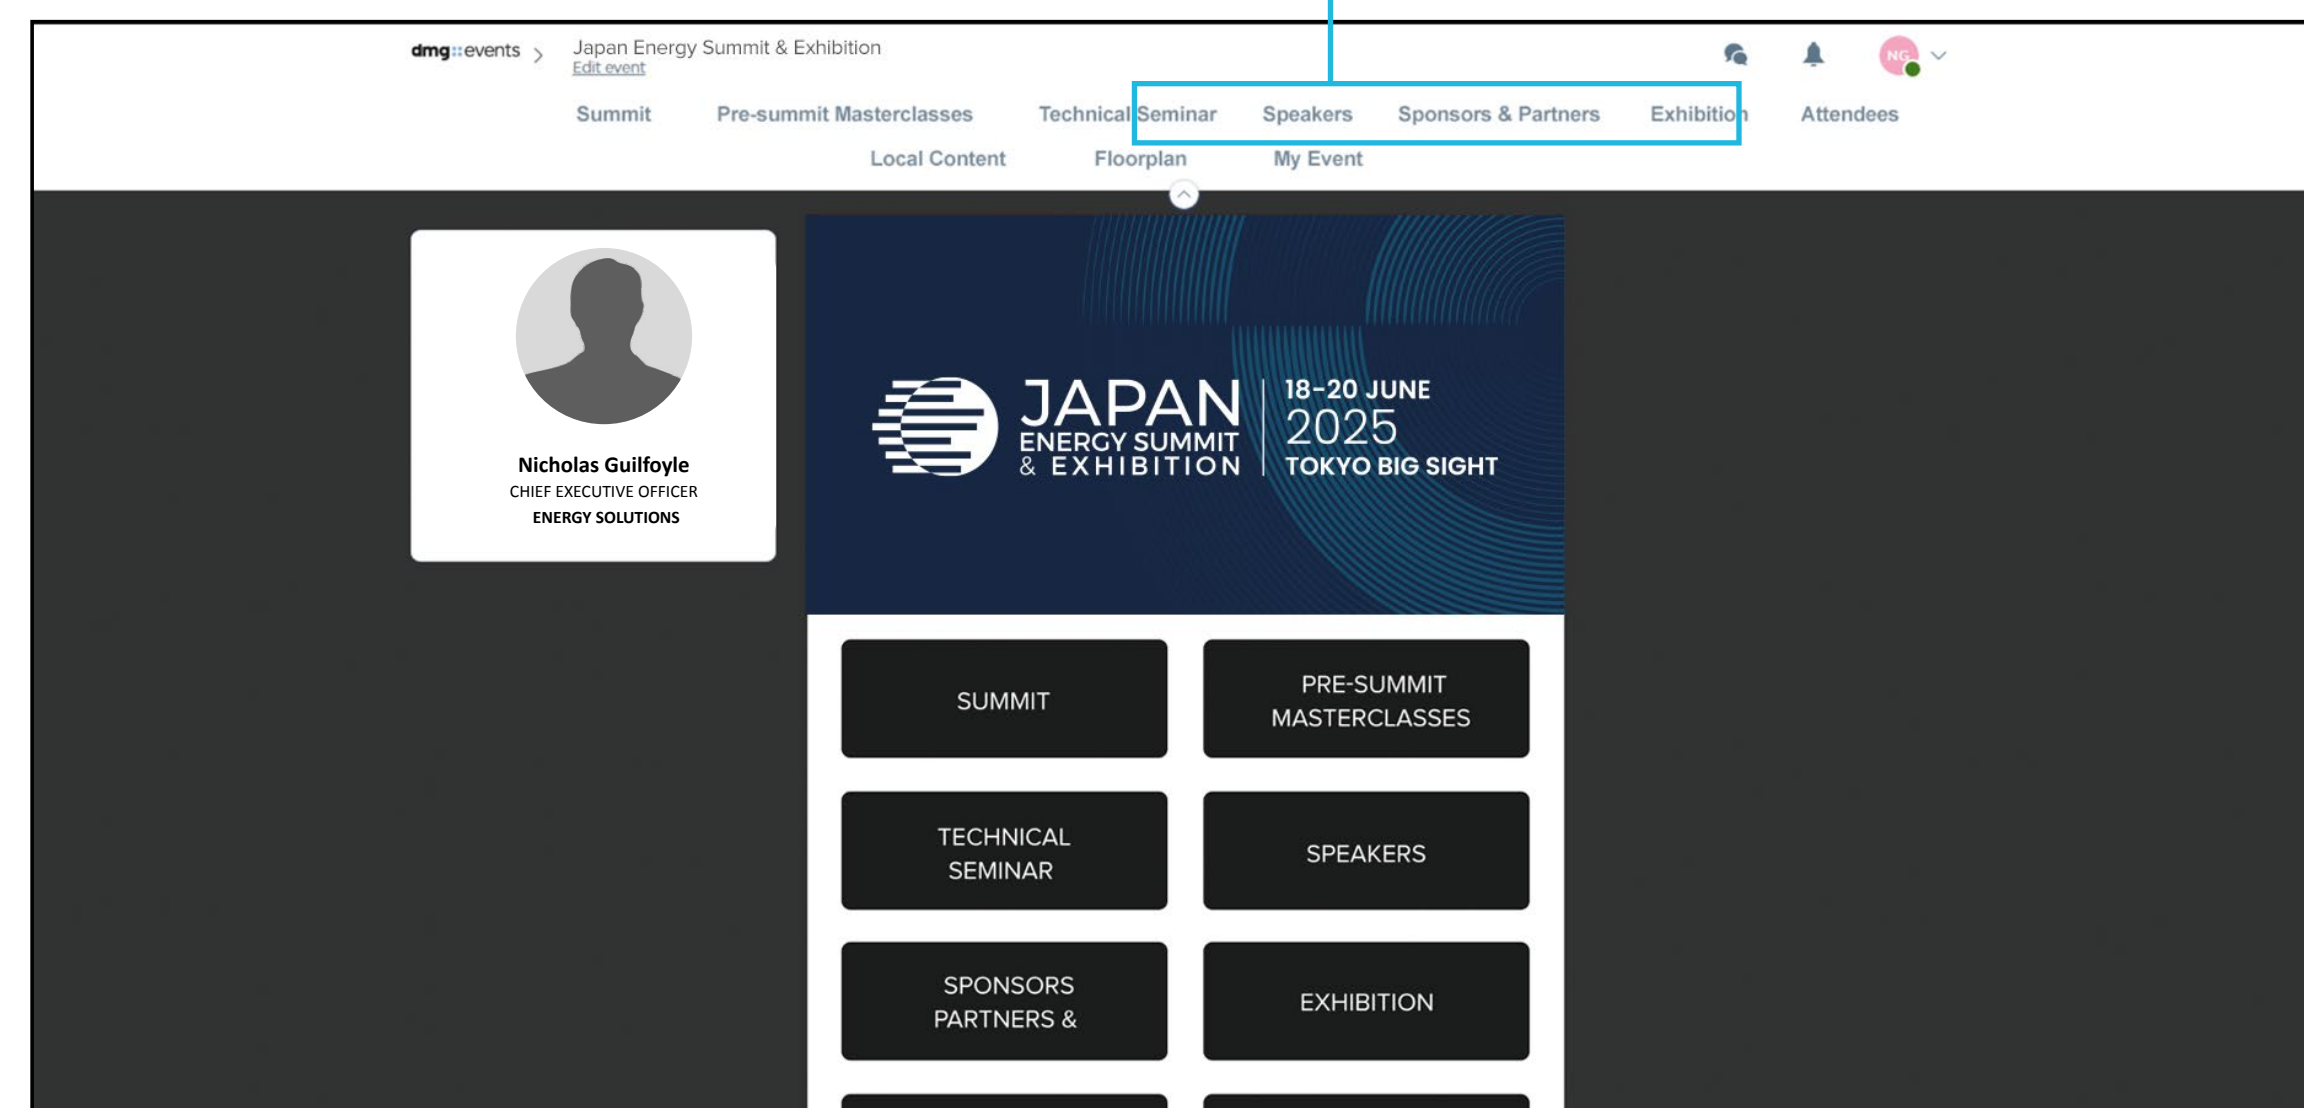 dmg::events > Japan Energy Summit & Exhibition
Edit event
NG
Summit Pre-summit Masterclasses Technical Seminar Speakers Sponsors & Partners Exhibition Attendees
Local Content Floorplan My Event
Nicholas Guilfoyle
CHIEF EXECUTIVE OFFICER
ENERGY SOLUTIONS
JAPAN
ENERGY SUMMIT
& EXHIBITION
18-20 JUNE
2025
TOKYO BIG SIGHT
SUMMIT
PRE-SUMMIT
MASTERCLASSES
TECHNICAL
SEMINAR
SPEAKERS
SPONSORS
PARTNERS &
EXHIBITION